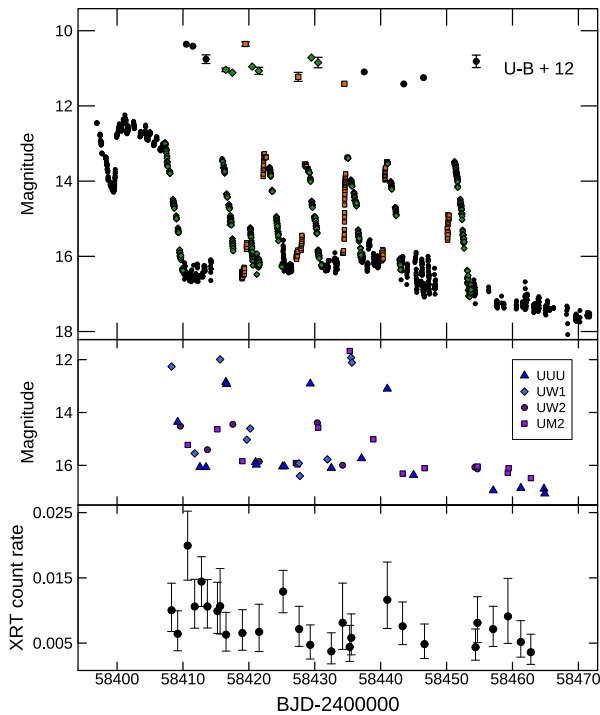 10
12
14
16
18
Magnitude
U-B + 12
12
14
16
Magnitude
UUU
UW1
UW2
UM2
0.025
0.015
0.005
XRT count rate
58400 58410 58420 58430 58440 58450 58460 58470
BJD-2400000